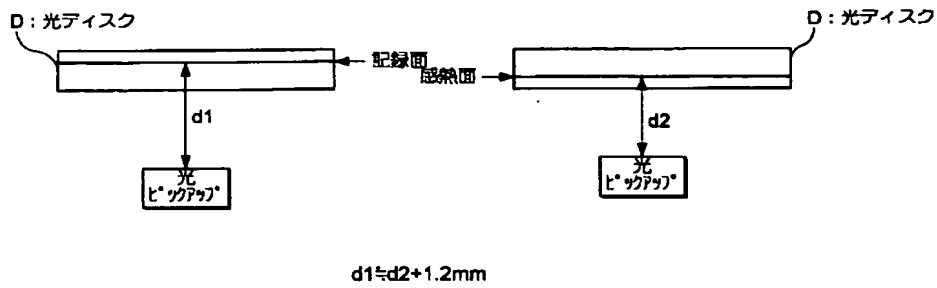 D：光ディスク
D：光ディスク
記録面
感熱面
d1
d2
光
ピックアップ
光
ピックアップ
d1≒d2+1.2mm